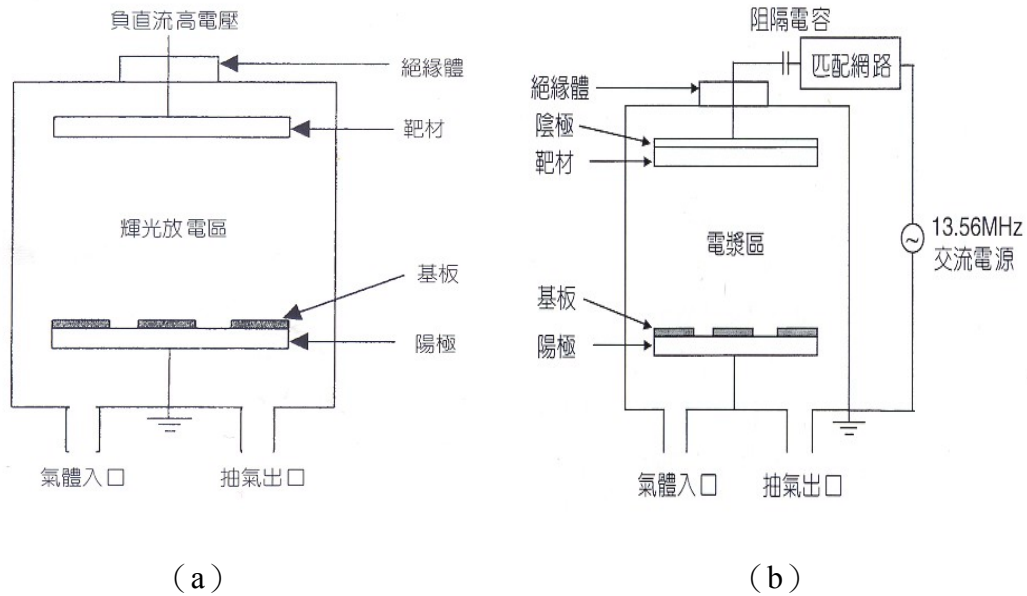 負直流高電壓
絕緣體
靶材
輝光放電區
基板
陽極
氣體入口
抽氣出口
(a)
阻隔電容
匹配網路
絕緣體
陰極
靶材
電漿區
13.56MHz
交流電源
基板
陽極
氣體入口
抽氣出口
(b)